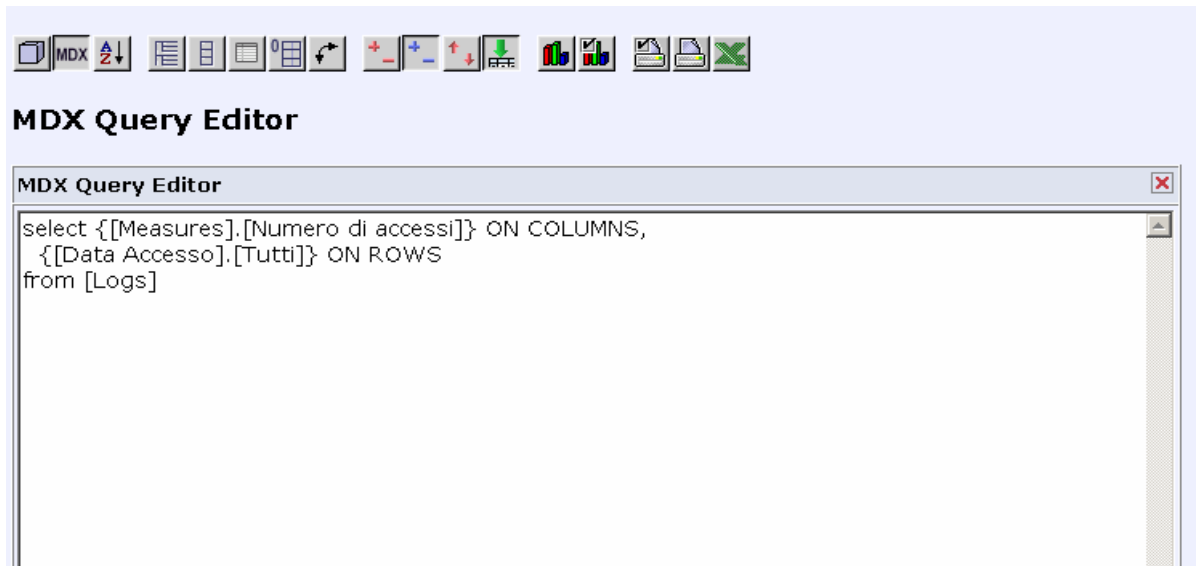 MDX
A
Z
0
MDX Query Editor
MDX Query Editor
select {[Measures].[Numero di accessi]} ON COLUMNS,
{[Data Accesso].[Tutti]} ON ROWS
from [Logs]